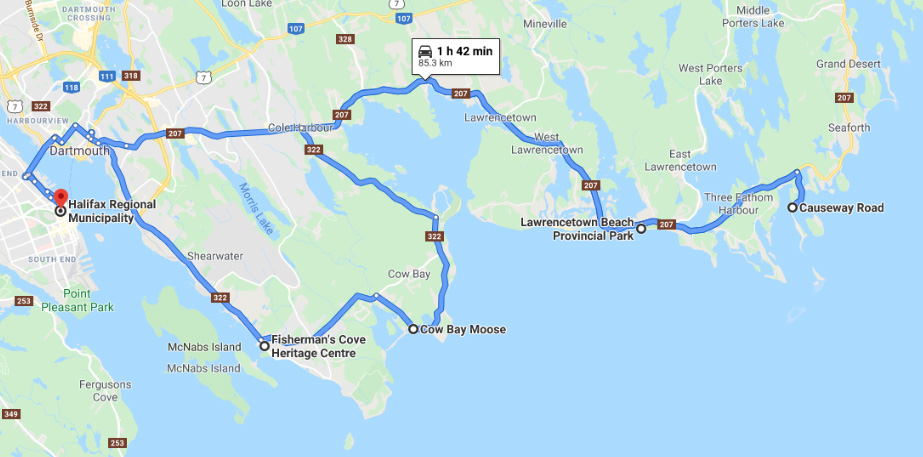 DARTMOUTH
CROSSING
Loon Lake
7
107
107
Mineville
Middle
Porters Lake
Burnside Dr
328
1 h 42 min
85.3 km
118
111
318
7
7
322
HARBOURVIEW
West Porters
Lake
Grand Desert
207
207
207
Lawrencetown
Seaforth
207
Cole Harbour
322
West
Lawrencetown
East
Lawrencetown
Dartmouth
END
207
Halifax Regional
Municipality
Morris Lake
Three Fathom
Harbour
Causeway Road
Lawrencetown Beach
Provincial Park
207
322
SOUTH END
Shearwater
Cow Bay
Point
Pleasant Park
322
253
Cow Bay Moose
Fisherman's Cove
Heritage Centre
McNabs Island
McNabs Island
Fergusons
Cove
349
253